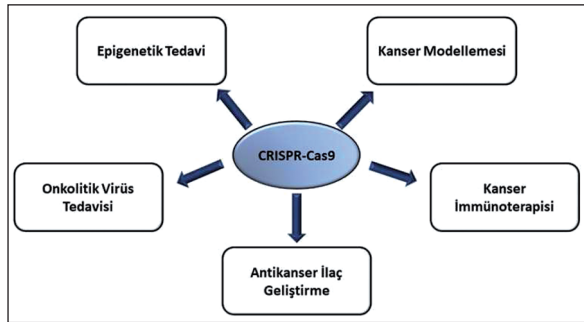 Epigenetik Tedavi
Kanser Modellemesi
CRISPR-Cas9
Onkolitik Virüs
Tedavisi
Kanser
İmmünoterapisi
Antikanser İlaç
Geliştirme